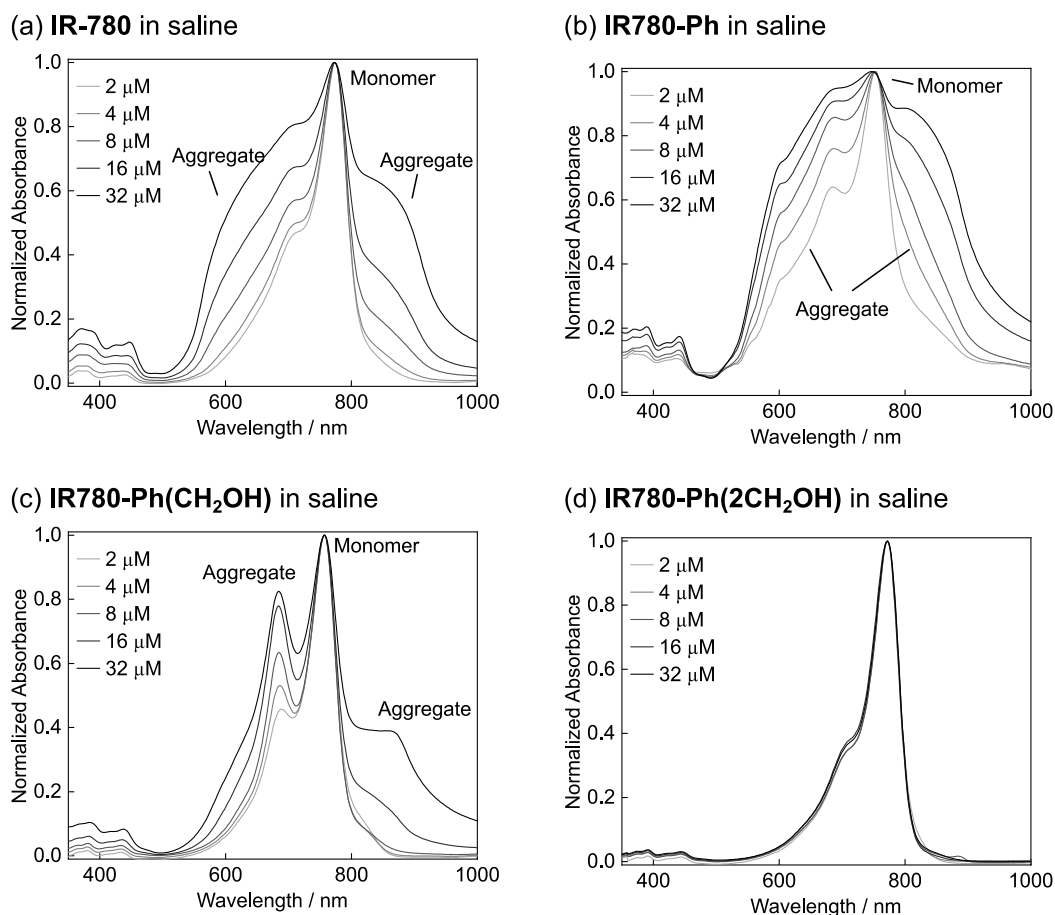 (a) IR-780 in saline
2 μM
4 μM
8 μM
16 μM
32 μM
Monomer
Aggregate
Aggregate
1.0
0.8
0.6
0.4
0.2
0.0
Normalized Absorbance
400 600 800 1000
Wavelength / nm
(b) IR780-Ph in saline
2 μM
4 μM
8 μM
16 μM
32 μM
Monomer
Aggregate
1.0
0.8
0.6
0.4
0.2
0.0
Normalized Absorbance
400 600 800 1000
Wavelength / nm
(c) IR780-Ph(CH₂OH) in saline
2 μM
4 μM
8 μM
16 μM
32 μM
Monomer
Aggregate
Aggregate
1.0
0.8
0.6
0.4
0.2
0.0
Normalized Absorbance
400 600 800 1000
Wavelength / nm
(d) IR780-Ph(2CH₂OH) in saline
2 μM
4 μM
8 μM
16 μM
32 μM
1.0
0.8
0.6
0.4
0.2
0.0
Normalized Absorbance
400 600 800 1000
Wavelength / nm